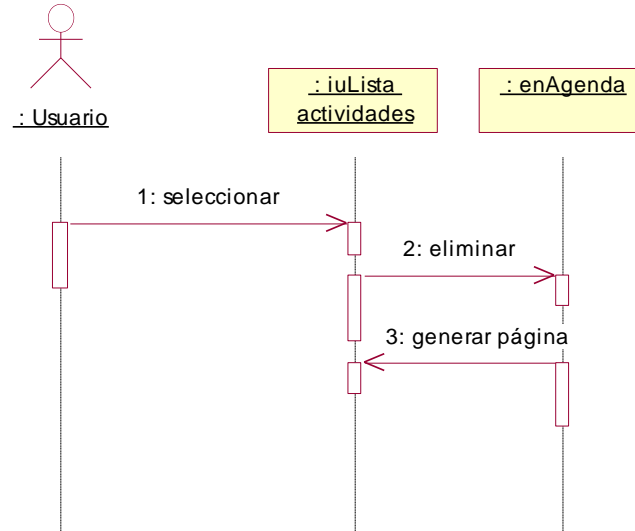 : Usuario
: iuLista
actividades
: enAgenda
1: seleccionar
2: eliminar
3: generar página